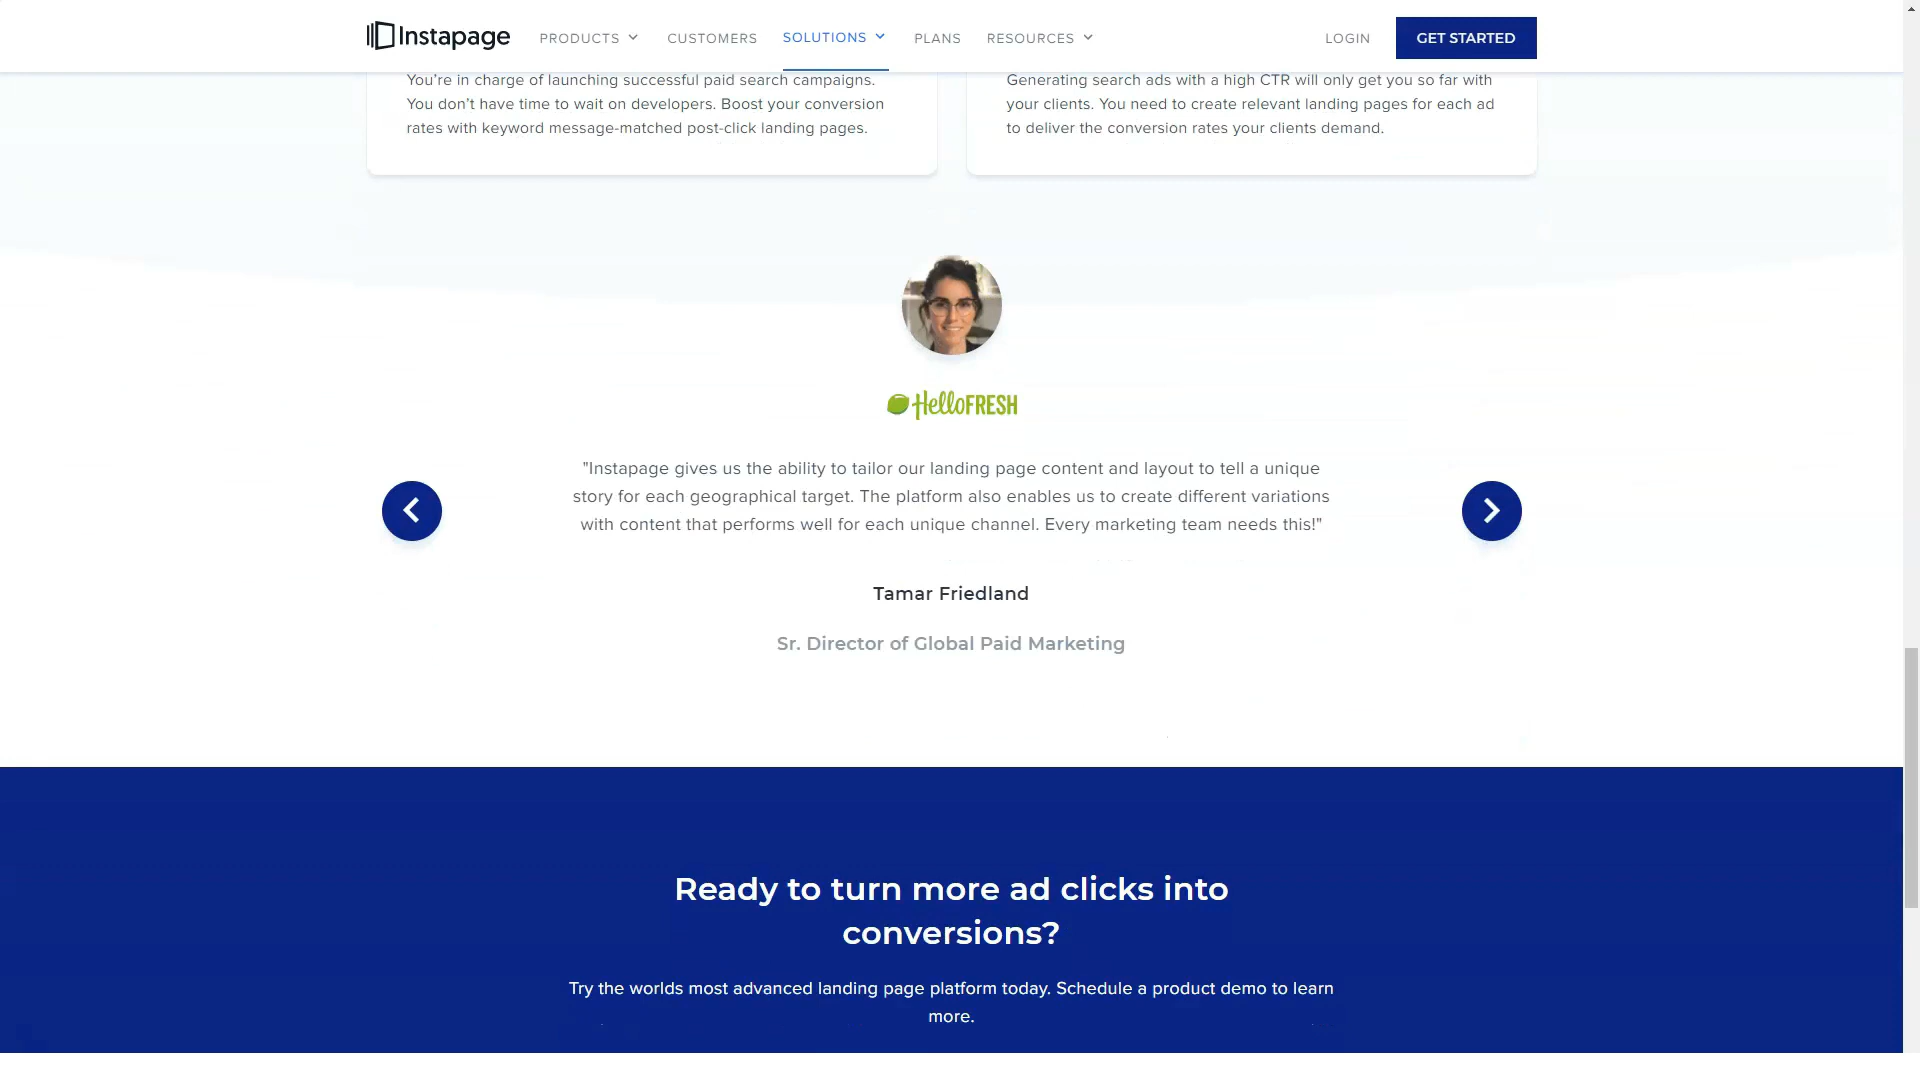 Instapage PRODUCTS CUSTOMERS SOLUTIONS PLANS RESOURCES LOGIN GET STARTED
You’re in charge of launching successful paid search campaigns.
You don’t have time to wait on developers. Boost your conversion
rates with keyword message-matched post-click landing pages.
Generating search ads with a high CTR will only get you so far with
your clients. You need to create relevant landing pages for each ad
to deliver the conversion rates your clients demand.
HelloFRESH
"Instapage gives us the ability to tailor our landing page content and layout to tell a unique
story for each geographical target. The platform also enables us to create different variations
with content that performs well for each unique channel. Every marketing team needs this!"
Tamar Friedland
Sr. Director of Global Paid Marketing
Ready to turn more ad clicks into
conversions?
Try the worlds most advanced landing page platform today. Schedule a product demo to learn
more.